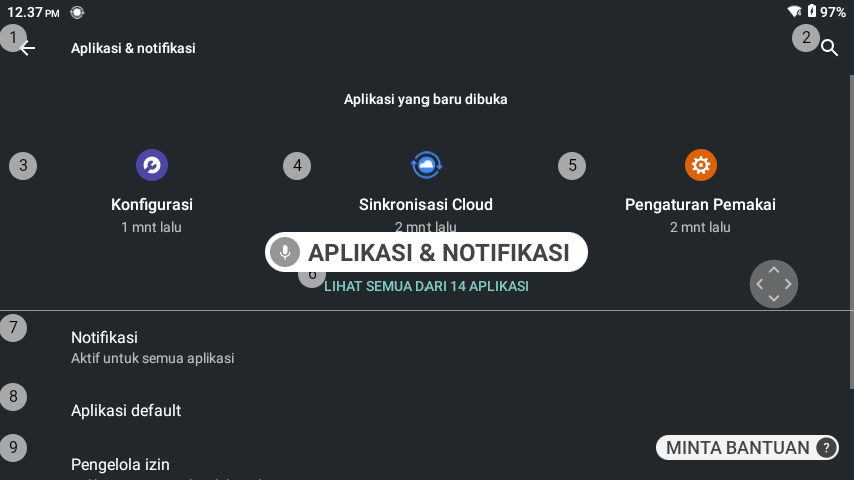 12.37 PM
97%
1
Aplikasi & notifikasi
2
Aplikasi yang baru dibuka
3
4
5
Konfigurasi
Sinkronisasi Cloud
Pengaturan Pemakai
1 mnt lalu
2 mnt lalu
2 mnt lalu
APLIKASI & NOTIFIKASI
6
LIHAT SEMUA DARI 14 APLIKASI
7
Notifikasi
Aktif untuk semua aplikasi
8
Aplikasi default
9
Pengelola izin
MINTA BANTUAN ?